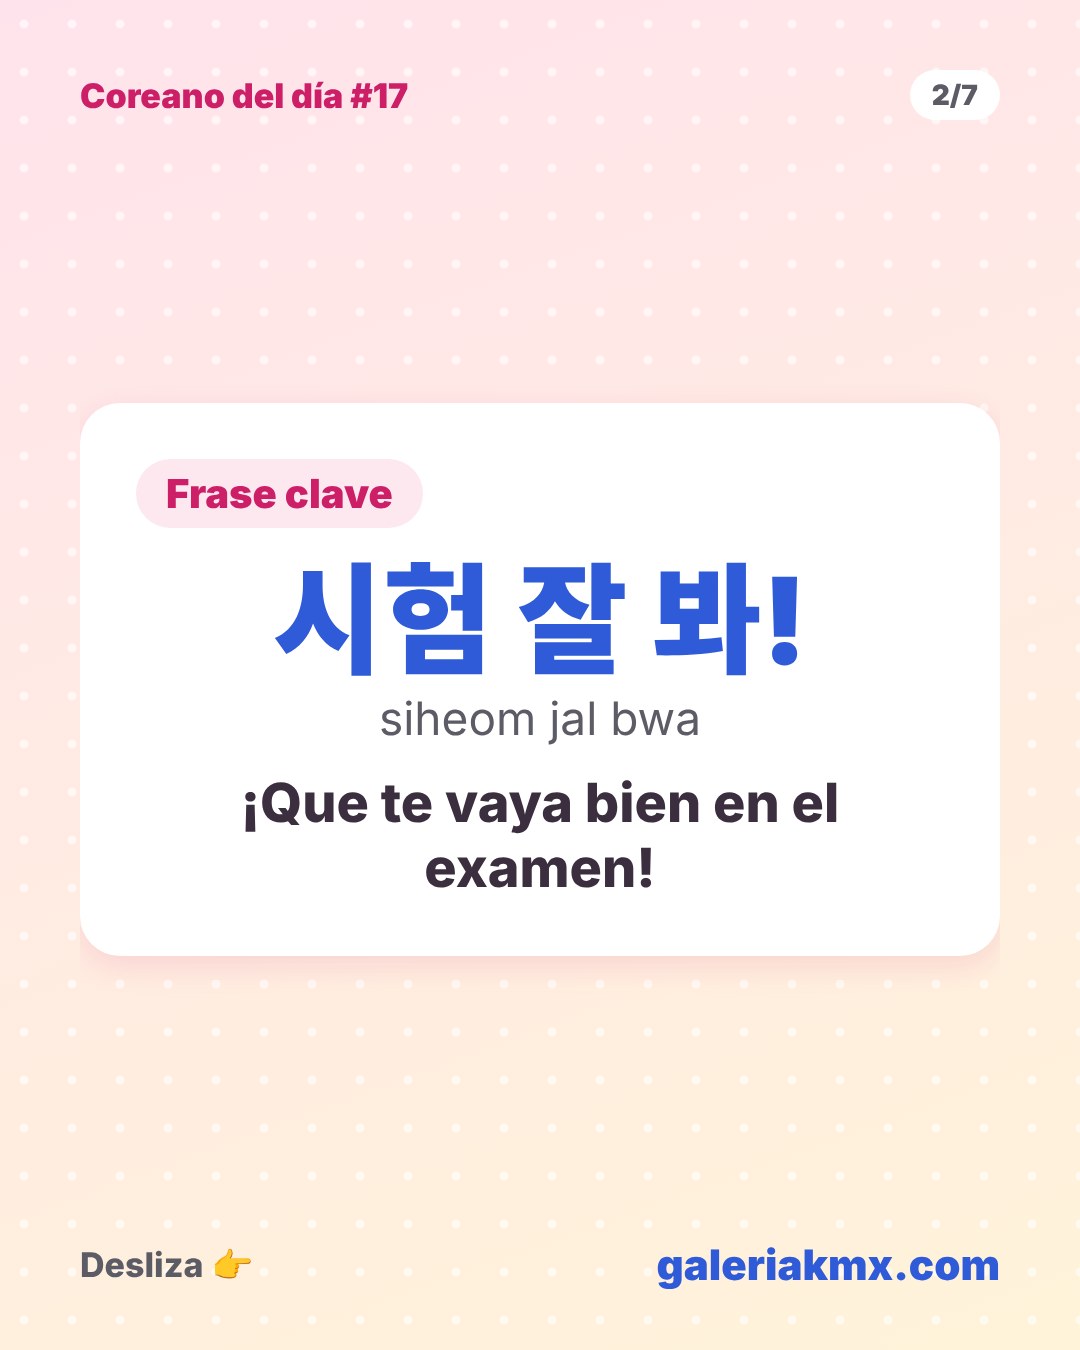 Coreano del día #17
2/7
Frase clave
시험 잘 봐!
siheom jal bwa
¡Que te vaya bien en el
examen!
Desliza 👉
galeriakmx.com